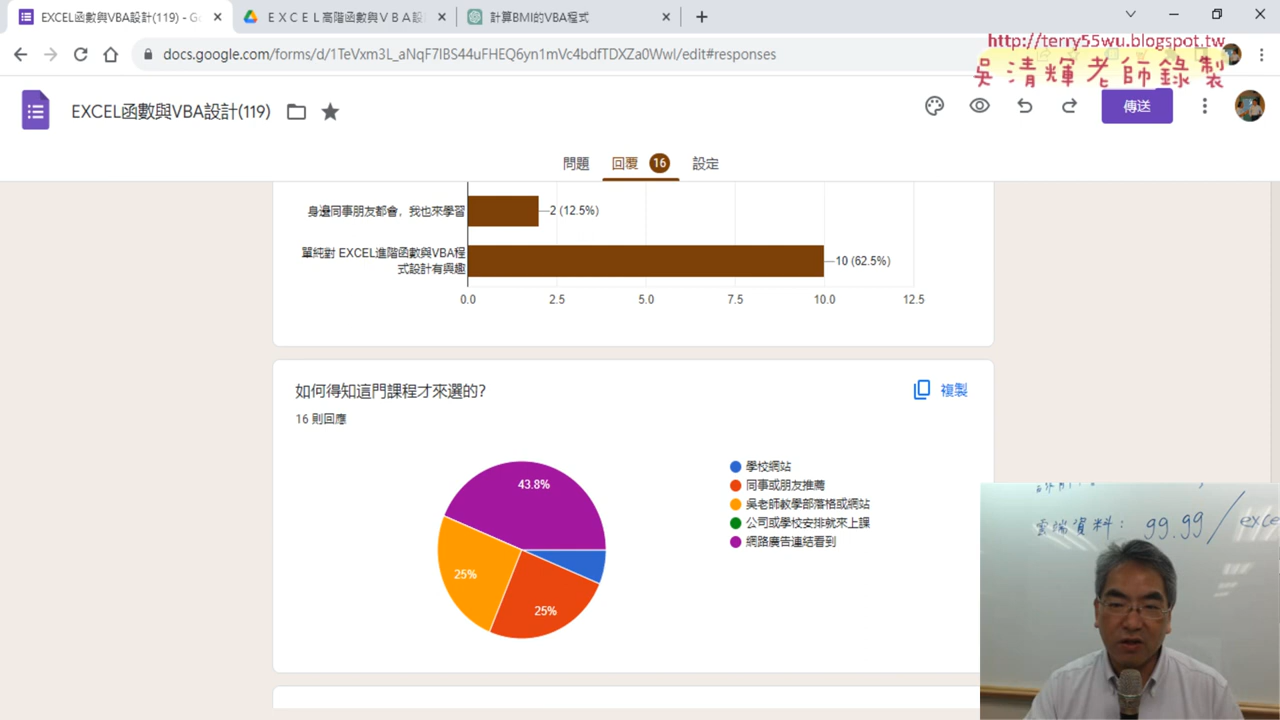 EXCEL函數與VBA設計(119) - Go
ＥＸＣＥＬ高階函數與ＶＢＡ設
計算BMI的VBA程式
docs.google.com/forms/d/1TeVxm3L_aNqF7IBS44uFHEQ6yn1mVc4bdfTDXZa0WwI/edit#responses
http://terry55wu.blogspot.tw
吳清輝老師錄製
EXCEL函數與VBA設計(119)
傳送
問題
回覆 16
設定
身邊同事朋友都會，我也來學習
2 (12.5%)
單純對 EXCEL進階函數與VBA程
式設計有興趣
10 (62.5%)
0.0 2.5 5.0 7.5 10.0 12.5
如何得知這門課程才來選的?
複製
16 則回應
43.8%
25%
25%
學校網站
同事或朋友推薦
吳老師教學部落格或網站
公司或學校安排就來上課
網路廣告連結看到
雲端資料: 99.99/exce